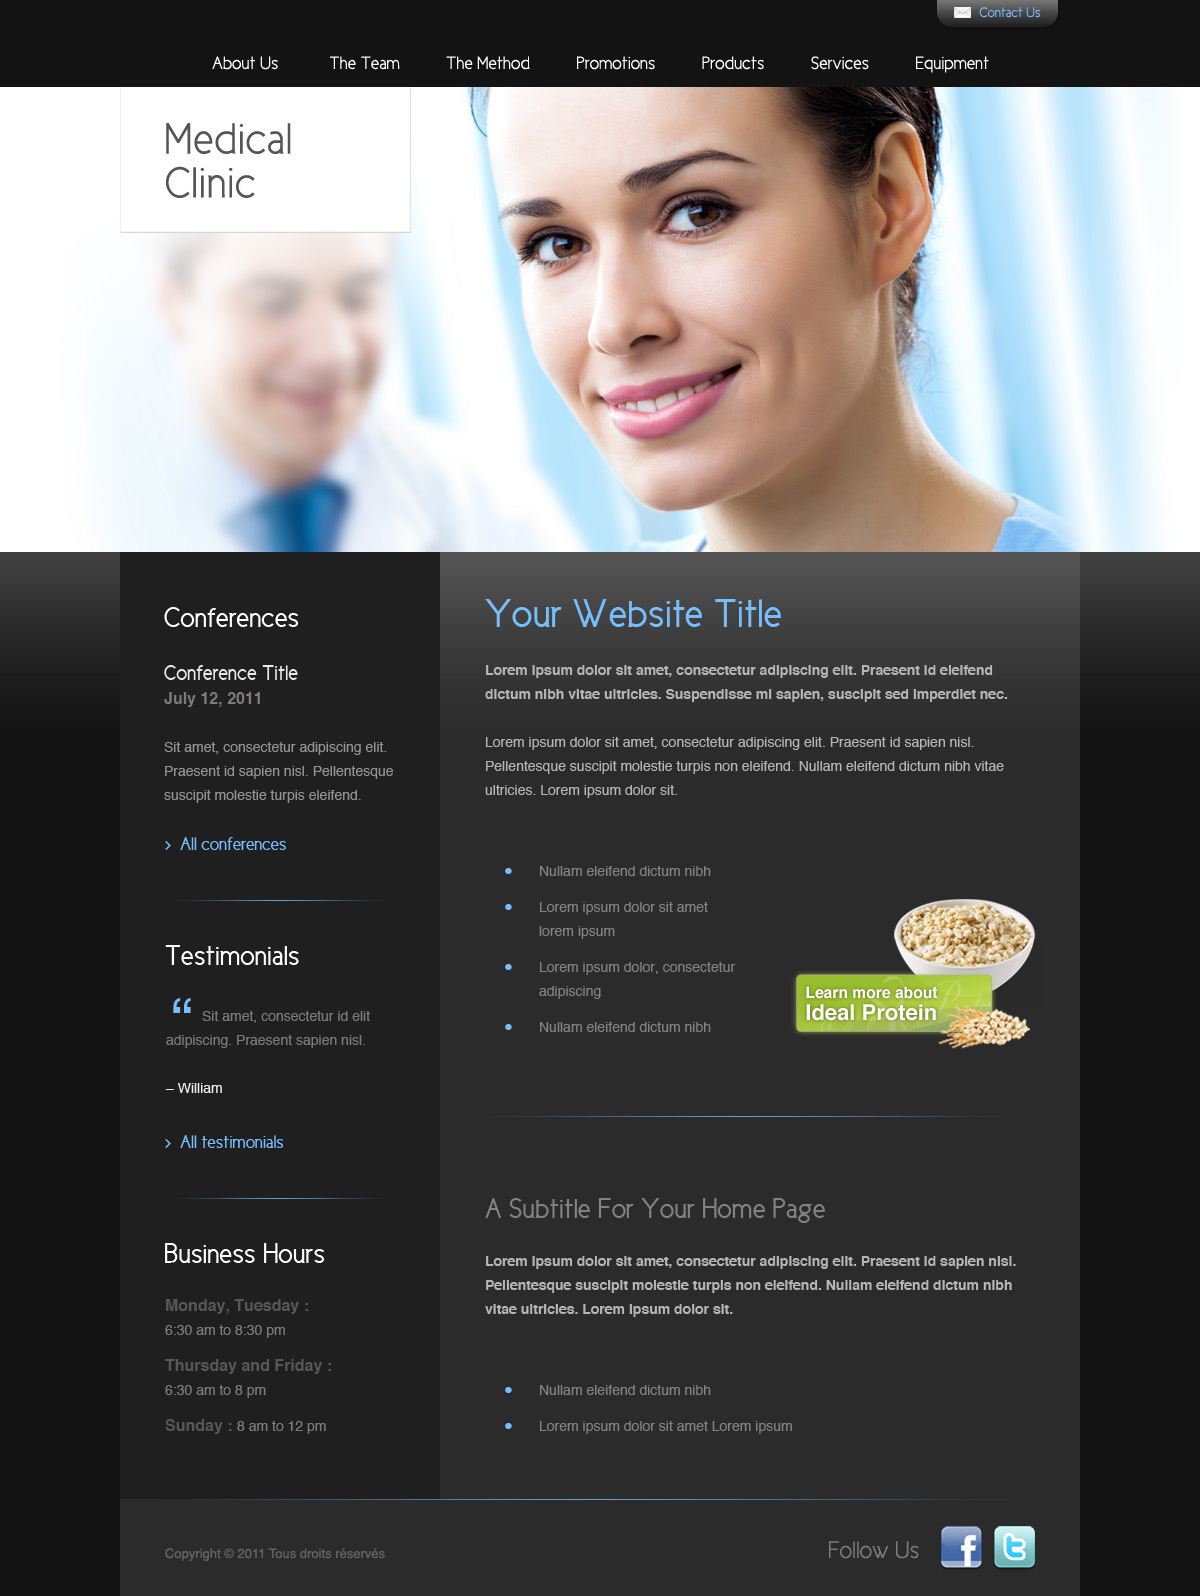 Contact Us
About Us The Team The Method Promotions Products Services Equipment
Medical
Clinic
Conferences
Conference Title
July 12, 2011
Sit amet, consectetur adipiscing elit.
Praesent id sapien nisl. Pellentesque
suscipit molestie turpis eleifend.
> All conferences
Testimonials
“ Sit amet, consectetur id elit
adipiscing. Praesent sapien nisl.
– William
> All testimonials
Business Hours
Monday, Tuesday :
6:30 am to 8:30 pm
Thursday and Friday :
6:30 am to 8 pm
Sunday : 8 am to 12 pm
Your Website Title
Lorem ipsum dolor sit amet, consectetur adipiscing elit. Praesent id eleifend
dictum nibh vitae ultricies. Suspendisse mi sapien, suscipit sed imperdiet nec.
Lorem ipsum dolor sit amet, consectetur adipiscing elit. Praesent id sapien nisl.
Pellentesque suscipit molestie turpis non eleifend. Nullam eleifend dictum nibh vitae
ultricies. Lorem ipsum dolor sit.
• Nullam eleifend dictum nibh
• Lorem ipsum dolor sit amet
lorem ipsum
• Lorem ipsum dolor, consectetur
adipiscing
• Nullam eleifend dictum nibh
Learn more about
Ideal Protein
A Subtitle For Your Home Page
Lorem ipsum dolor sit amet, consectetur adipiscing elit. Praesent id sapien nisl.
Pellentesque suscipit molestie turpis non eleifend. Nullam eleifend dictum nibh
vitae ultricies. Lorem ipsum dolor sit.
• Nullam eleifend dictum nibh
• Lorem ipsum dolor sit amet Lorem ipsum
Copyright © 2011 Tous droits réservés
Follow Us f t